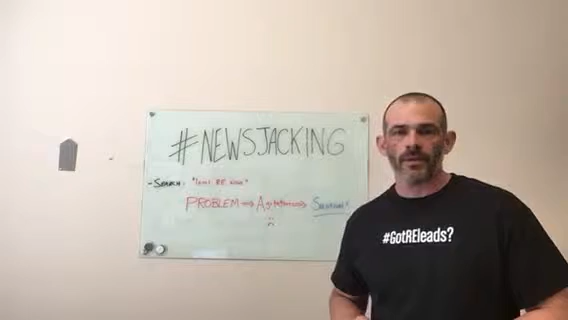 #NEWSJACKING
- SEARCH: "Local RE News"
PROBLEM → Agitation → Solution!
:(
#GotREleads?